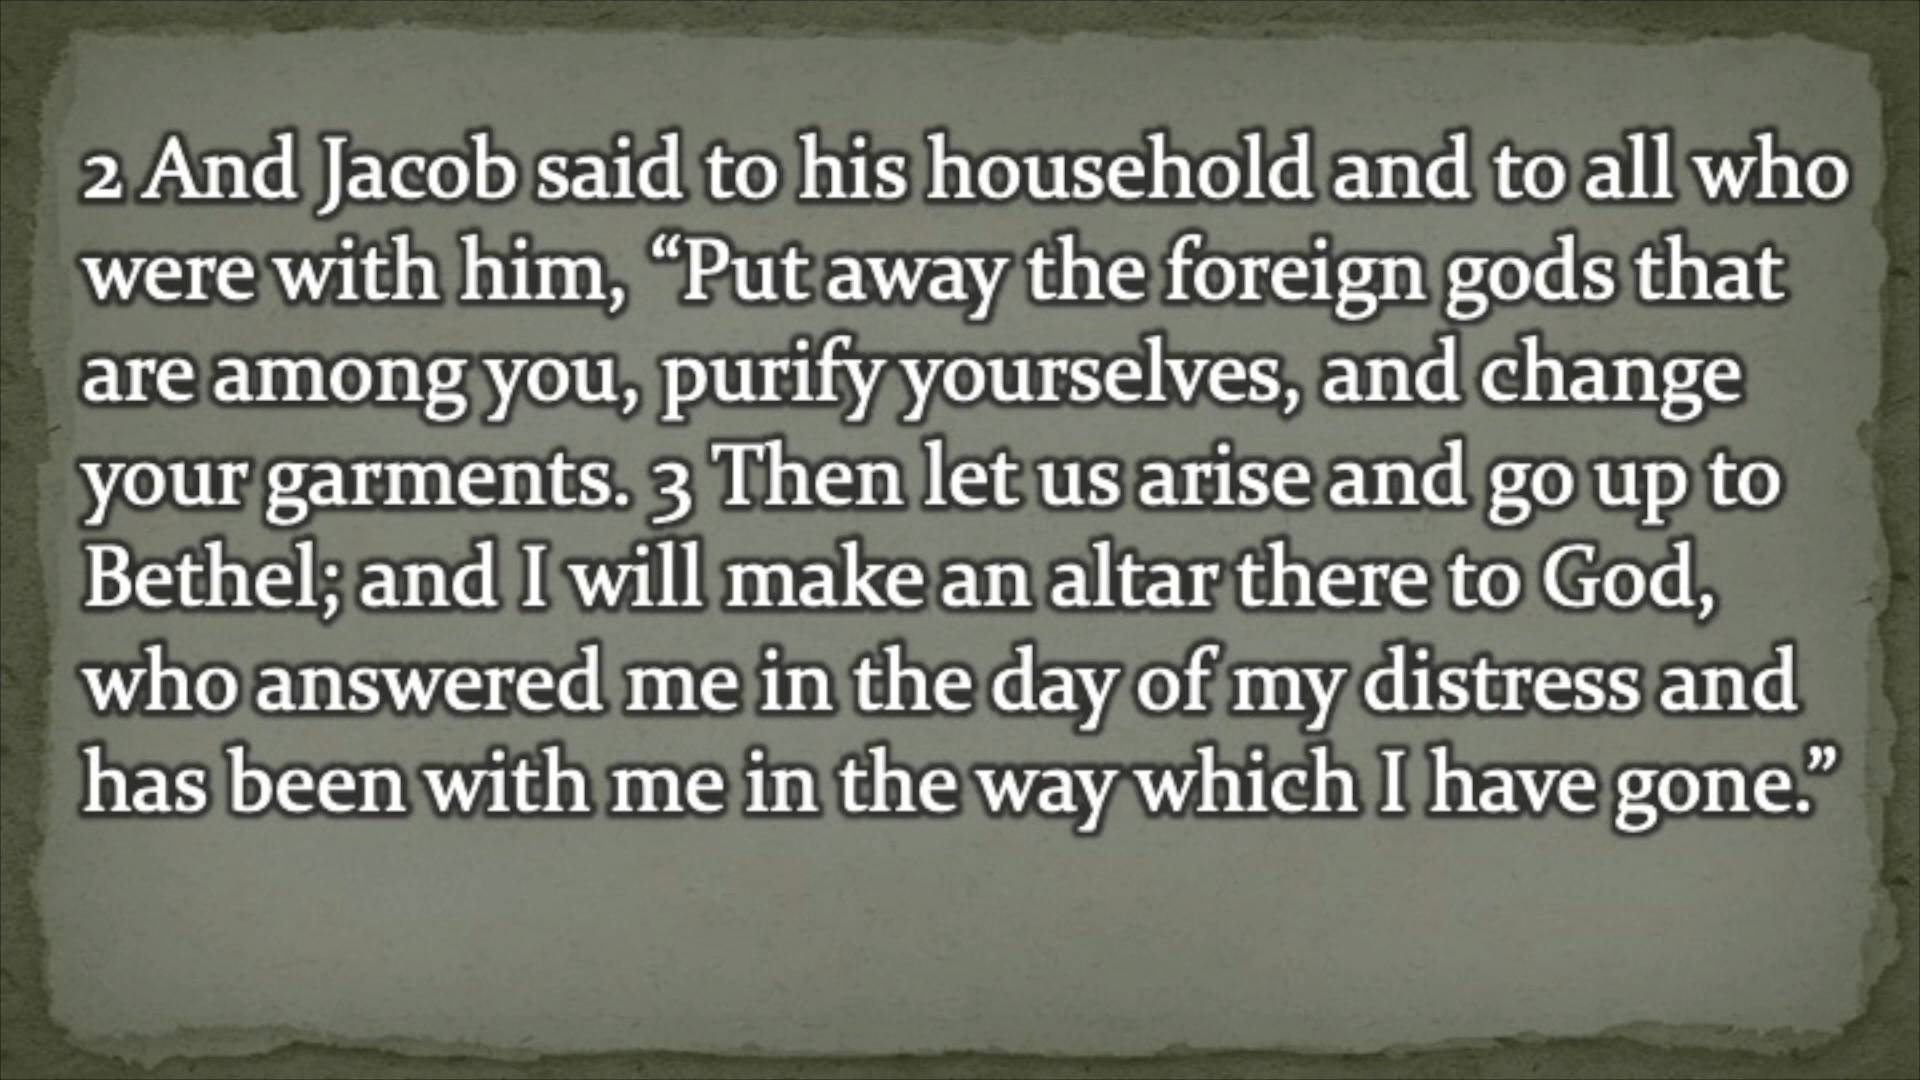 2 And Jacob said to his household and to all who
were with him, “Put away the foreign gods that
are among you, purify yourselves, and change
your garments. 3 Then let us arise and go up to
Bethel; and I will make an altar there to God,
who answered me in the day of my distress and
has been with me in the way which I have gone.”